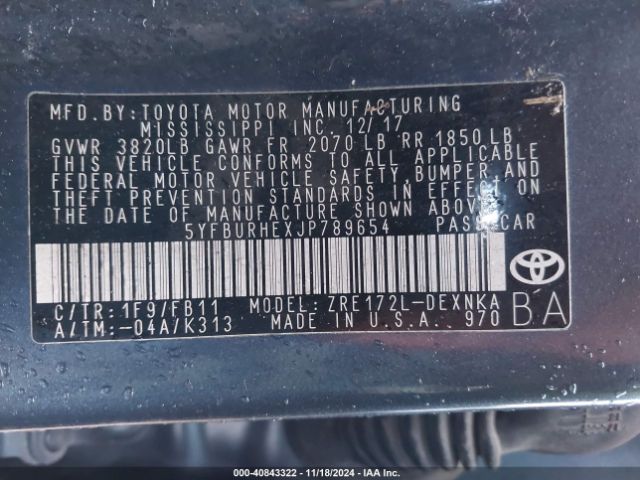 MFD. BY: TOYOTA MOTOR MANUFACTURING
MISSISSIPPI INC. 12/17
GVWR 3820LB GAWR FR 2070 LB RR 1850 LB
THIS VEHICLE CONFORMS TO ALL APPLICABLE
FEDERAL MOTOR VEHICLE SAFETY, BUMPER, AND
THEFT PREVENTION STANDARDS IN EFFECT ON
THE DATE OF MANUFACTURE SHOWN ABOVE.
5YFBURHEXJP789654 PASS CAR
C/TR: 1F9/FB11 MODEL: ZRE172L-DEXNKA
A/TM: -04A/K313 MADE IN U.S.A. 970
BA
000-40843322 | 11/18/2024 | IAA Inc.